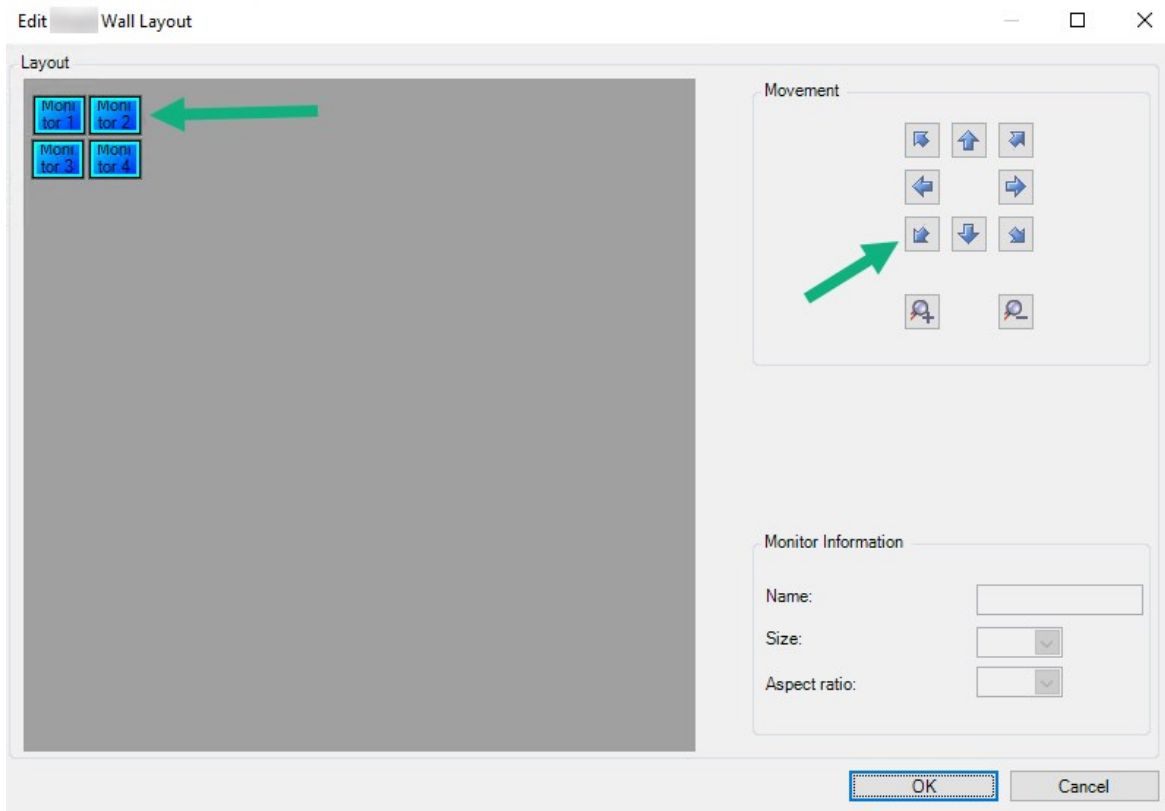 Edit Wall Layout
Layout
Moni
tor 1
Moni
tor 2
Moni
tor 3
Moni
tor 4
Movement
Monitor Information
Name:
Size:
Aspect ratio:
OK
Cancel